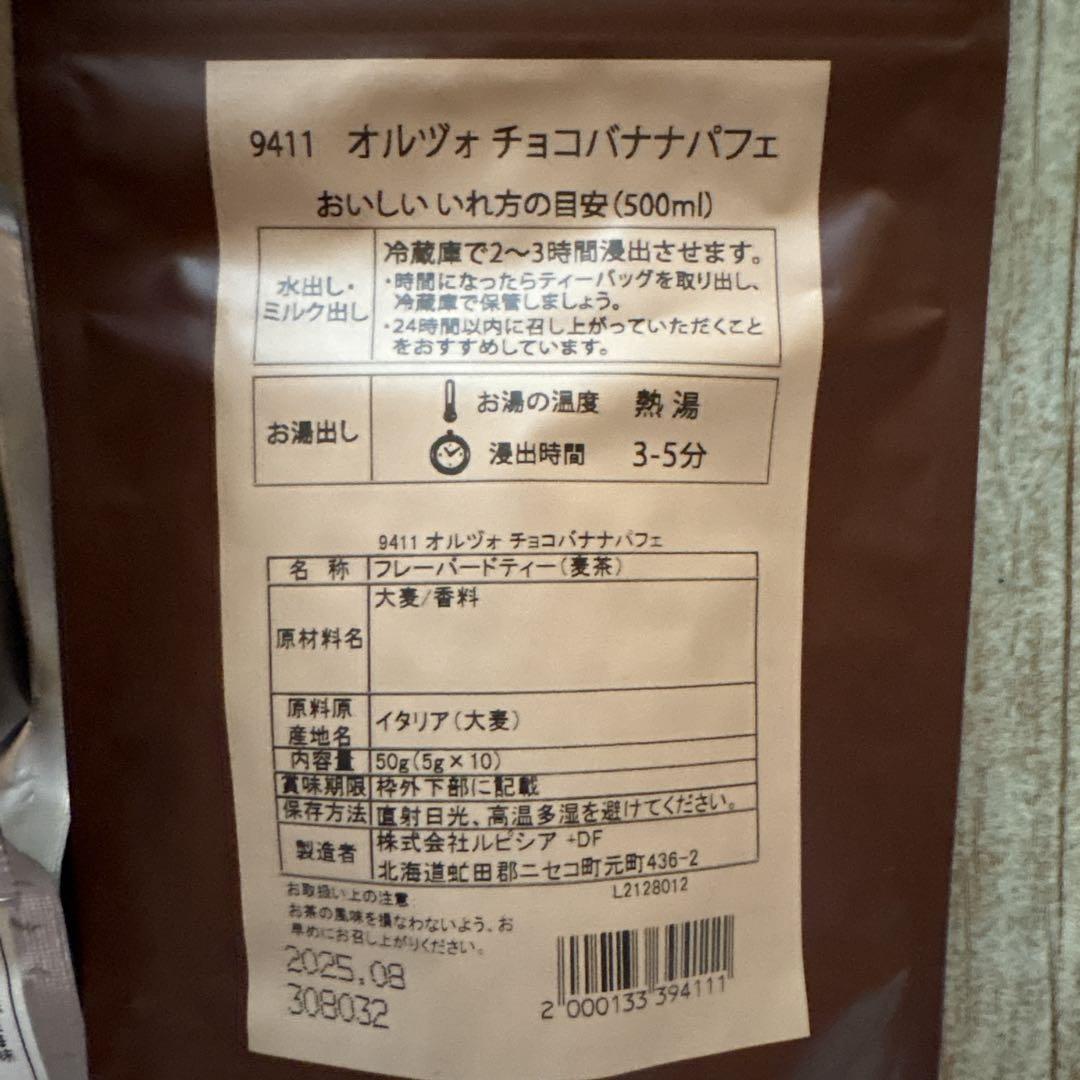 9411 オルヅォ チョコバナナパフェ
おいしい いれ方の目安(500ml)
水出し・
ミルク出し
冷蔵庫で2〜3時間浸出させます。
・時間になったらティーバッグを取り出し、
冷蔵庫で保管しましょう。
・24時間以内に召し上がっていただくこと
をおすすめしています。
お湯出し
お湯の温度 熱湯
浸出時間 3-5分
9411 オルヅォ チョコバナナパフェ
名 称 フレーバードティー(麦茶)
原材料名 大麦/香料
原料原
産地名
イタリア(大麦)
内容量 50g(5g×10)
賞味期限 枠外下部に記載
保存方法 直射日光、高温多湿を避けてください。
製造者
株式会社ルピシア +DF
北海道虻田郡ニセコ町元町436-2
お取扱い上の注意
L2128012
お茶の風味を損なわないよう、お
早めにお召し上がりください。
2025.08
308032
2 000133 394111